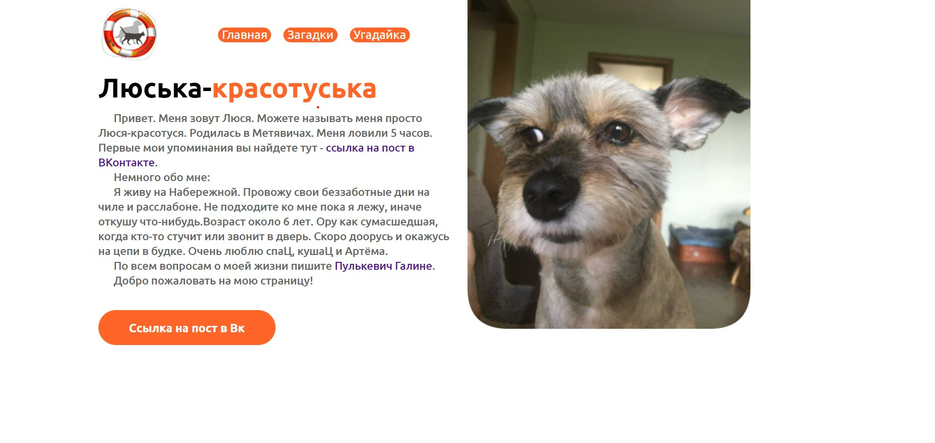 Главная Загадки Угадайка
Люська-красотуська
Привет. Меня зовут Люся. Можете называть меня просто
Люся-красотуся. Родилась в Метявичах. Меня ловили 5 часов.
Первые мои упоминания вы найдете тут - ссылка на пост в
ВКонтакте.
Немного обо мне:
Я живу на Набережной. Провожу свои беззаботные дни на
чиле и расслабоне. Не подходите ко мне пока я лежу, иначе
откушу что-нибудь.Возраст около 6 лет. Ору как сумасшедшая,
когда кто-то стучит или звонит в дверь. Скоро доорусь и окажусь
на цепи в будке. Очень люблю спаЦ, кушаЦ и Артёма.
По всем вопросам о моей жизни пишите Пулькевич Галине.
Добро пожаловать на мою страницу!
Ссылка на пост в Вк